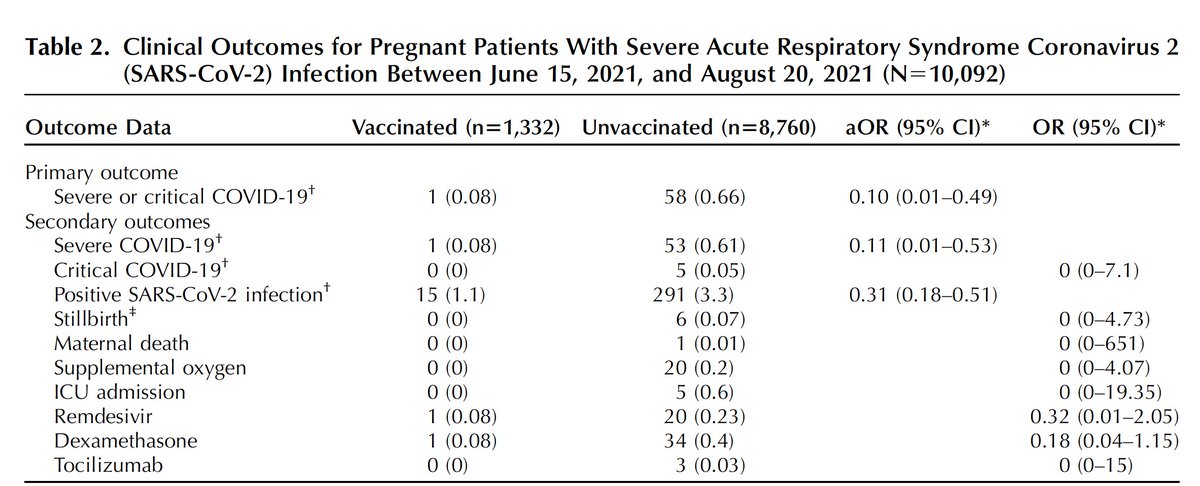 Table 2. Clinical Outcomes for Pregnant Patients With Severe Acute Respiratory Syndrome Coronavirus 2
(SARS-CoV-2) Infection Between June 15, 2021, and August 20, 2021 (N=10,092)
Outcome Data Vaccinated (n=1,332) Unvaccinated (n=8,760) aOR (95% CI)* OR (95% CI)*
Primary outcome
Severe or critical COVID-19† 1 (0.08) 58 (0.66) 0.10 (0.01–0.49)
Secondary outcomes
Severe COVID-19† 1 (0.08) 53 (0.61) 0.11 (0.01–0.53)
Critical COVID-19† 0 (0) 5 (0.05) 0 (0–7.1)
Positive SARS-CoV-2 infection† 15 (1.1) 291 (3.3) 0.31 (0.18–0.51)
Stillbirth‡ 0 (0) 6 (0.07) 0 (0–4.73)
Maternal death 0 (0) 1 (0.01) 0 (0–651)
Supplemental oxygen 0 (0) 20 (0.2) 0 (0–4.07)
ICU admission 0 (0) 5 (0.6) 0 (0–19.35)
Remdesivir 1 (0.08) 20 (0.23) 0.32 (0.01–2.05)
Dexamethasone 1 (0.08) 34 (0.4) 0.18 (0.04–1.15)
Tocilizumab 0 (0) 3 (0.03) 0 (0–15)